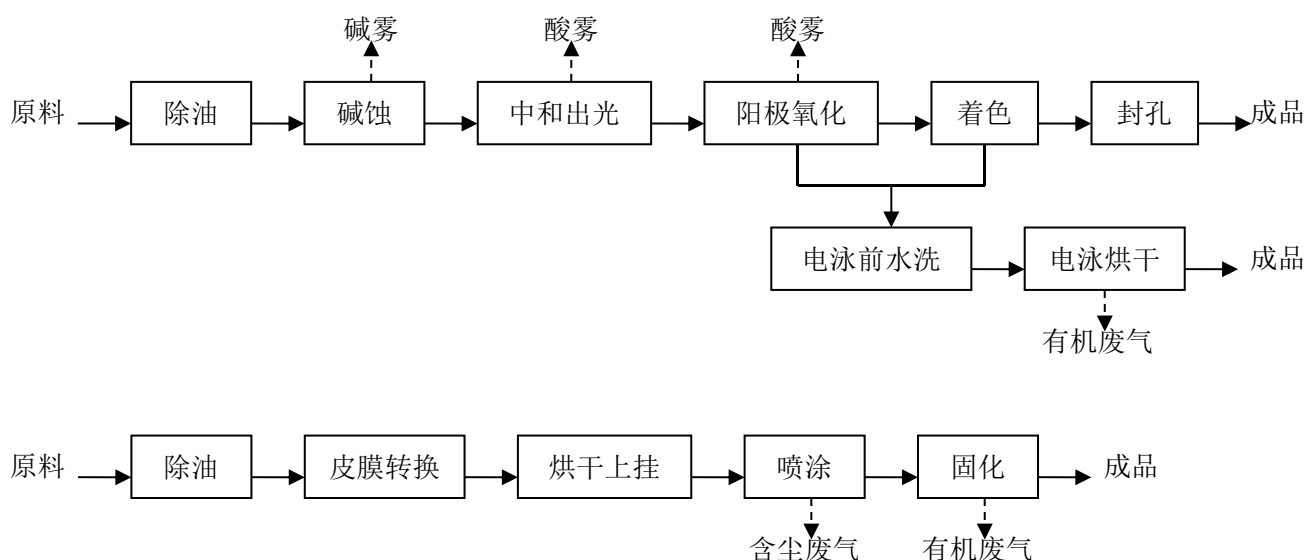 碱雾 酸雾 酸雾
原料 除油 碱蚀 中和出光 阳极氧化 着色 封孔 成品
电泳前水洗 电泳烘干 成品
有机废气
原料 除油 皮膜转换 烘干上挂 喷涂 固化 成品
含尘废气 有机废气